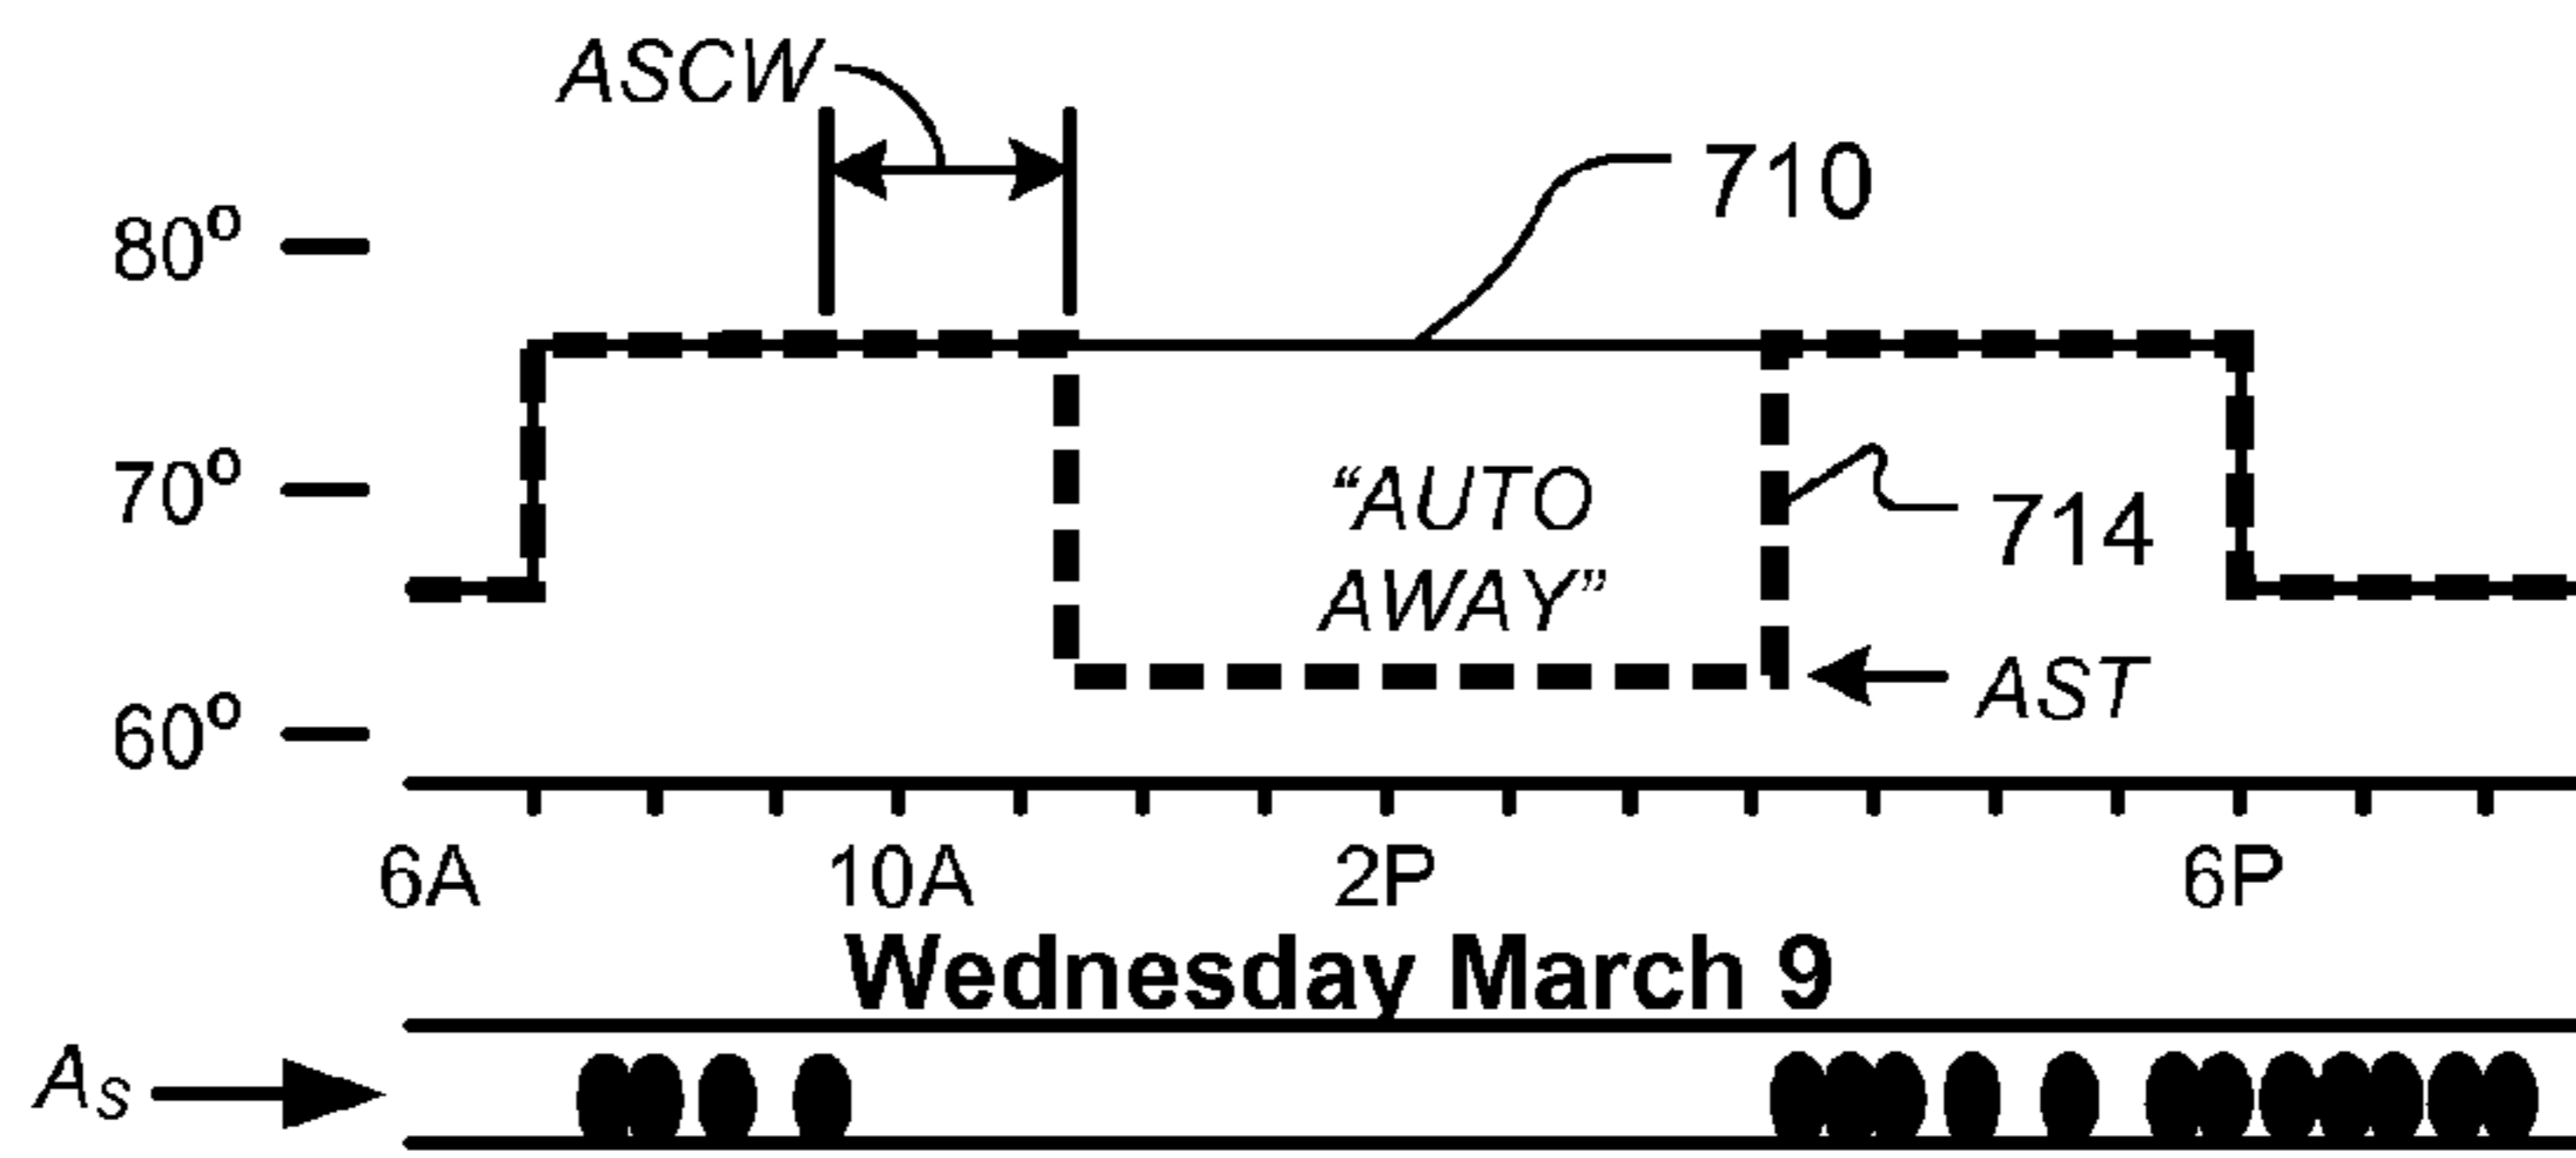 ASCW
710
80°
70°
"AUTO
AWAY"
714
AST
60°
6A 10A 2P 6P
Wednesday March 9
AS